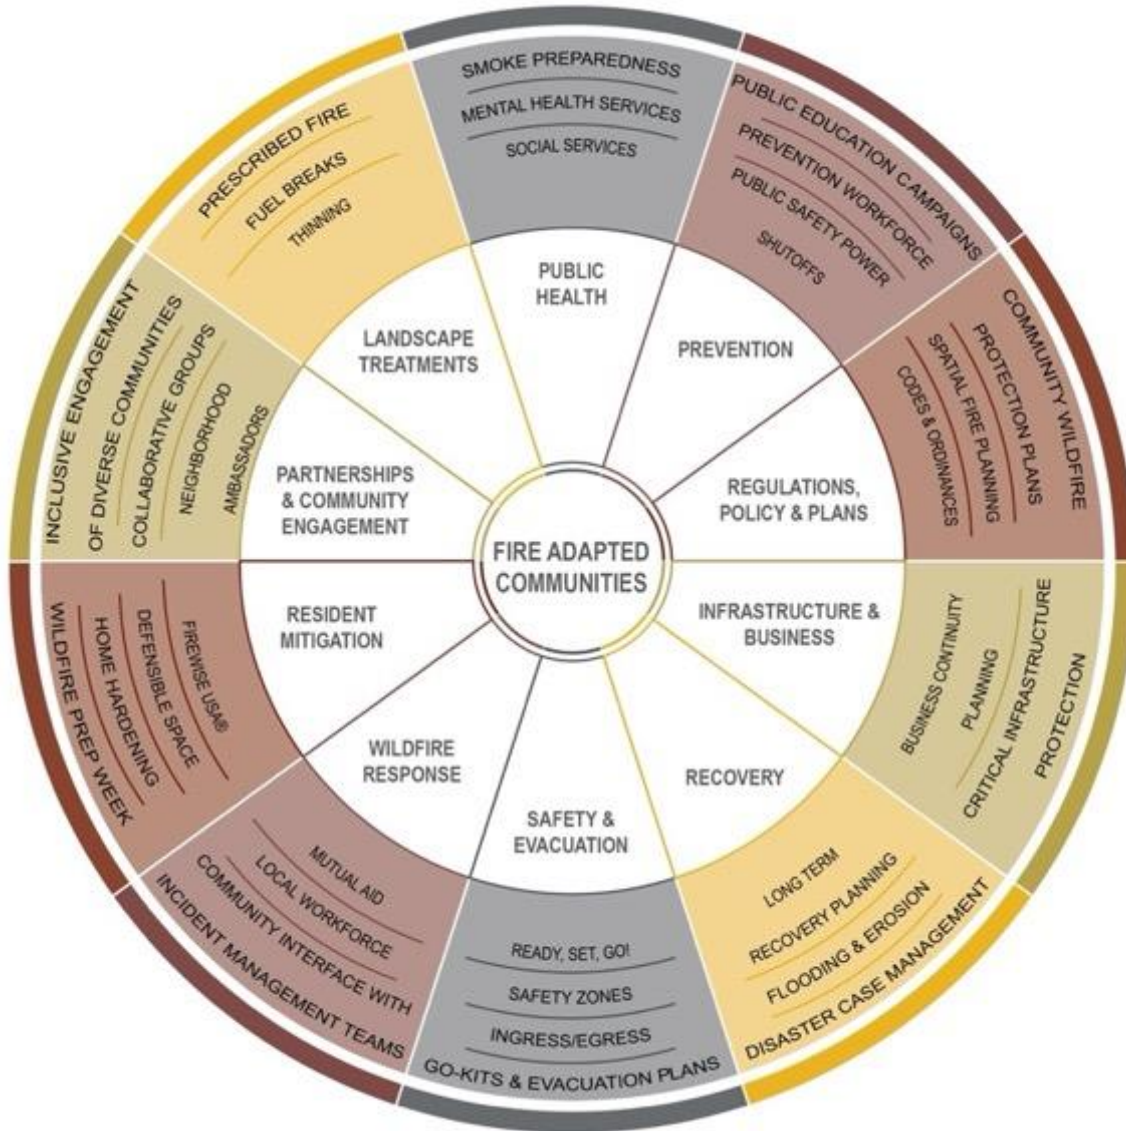 SMOKE PREPAREDNESS
MENTAL HEALTH SERVICES
SOCIAL SERVICES
PUBLIC
HEALTH
PUBLIC EDUCATION CAMPAIGNS
PREVENTION WORKFORCE
PUBLIC SAFETY POWER
SHUTOFFS
PREVENTION
COMMUNITY WILDFIRE
PROTECTION PLANS
SPATIAL FIRE PLANNING
CODES & ORDINANCES
REGULATIONS,
POLICY & PLANS
INFRASTRUCTURE &
BUSINESS
BUSINESS CONTINUITY
PLANNING
CRITICAL INFRASTRUCTURE
PROTECTION
RECOVERY
LONG TERM
RECOVERY PLANNING
FLOODING & EROSION
DISASTER CASE MANAGEMENT
SAFETY &
EVACUATION
READY, SET, GO!
SAFETY ZONES
INGRESS/EGRESS
GO-KITS & EVACUATION PLANS
WILDFIRE
RESPONSE
MUTUAL AID
LOCAL WORKFORCE
COMMUNITY INTERFACE WITH
INCIDENT MANAGEMENT TEAMS
RESIDENT
MITIGATION
FIREWISE USA®
DEFENSIBLE SPACE
HOME HARDENING
WILDFIRE PREP WEEK
INCLUSIVE ENGAGEMENT
OF DIVERSE COMMUNITIES
COLLABORATIVE GROUPS
NEIGHBORHOOD
AMBASSADORS
PARTNERSHIPS
& COMMUNITY
ENGAGEMENT
PRESCRIBED FIRE
FUEL BREAKS
THINNING
LANDSCAPE
TREATMENTS
FIRE ADAPTED
COMMUNITIES